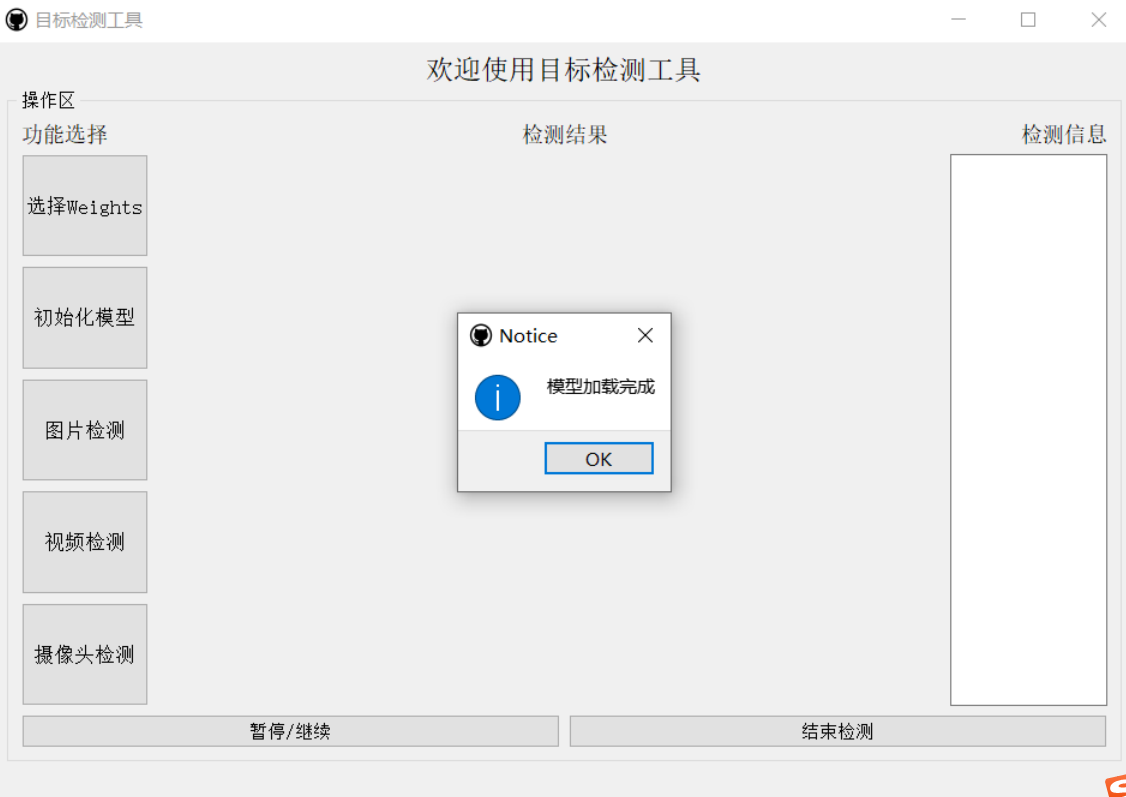 目标检测工具
欢迎使用目标检测工具
操作区
功能选择
检测结果
检测信息
选择Weights
初始化模型
图片检测
视频检测
摄像头检测
Notice
模型加载完成
OK
暂停/继续
结束检测